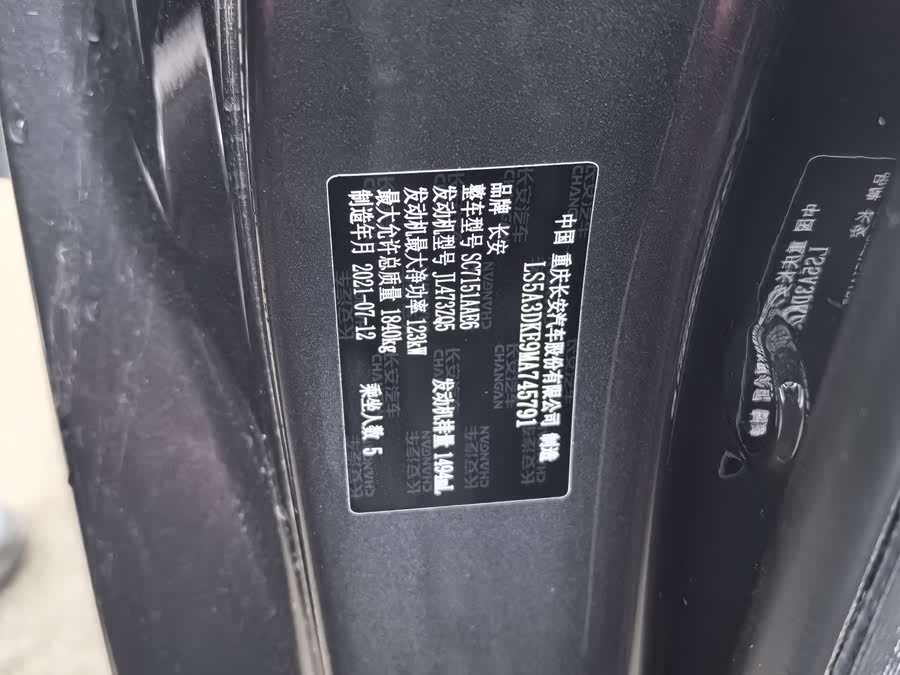 中国 重庆长安汽车股份有限公司 制造
LS5A3DKE9MA745791
品牌 长安
整车型号 SC7151AAE6
发动机型号 JL473ZQ5 发动机排量 1494mL
发动机最大净功率 123kW
最大允许总质量 1840kg
制造年月 2021-07-12 乘坐人数 5